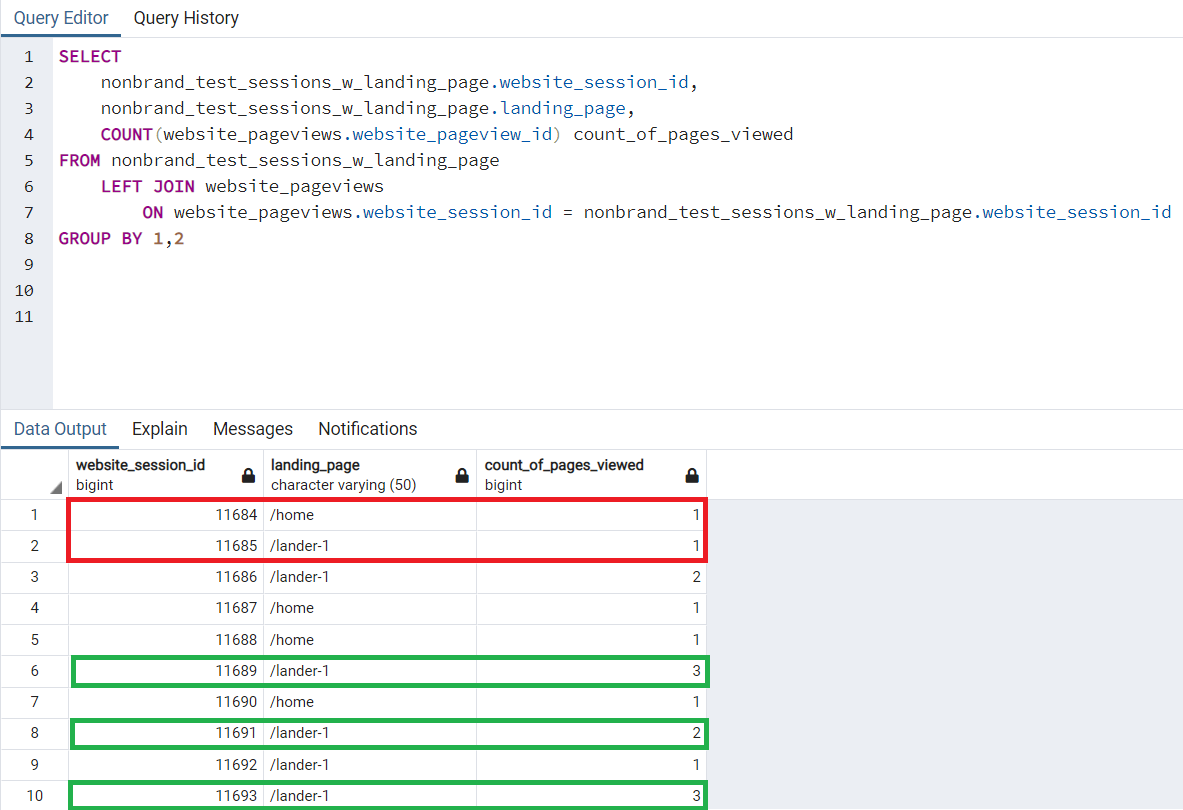 Query Editor Query History
1 SELECT
2 nonbrand_test_sessions_w_landing_page.website_session_id,
3 nonbrand_test_sessions_w_landing_page.landing_page,
4 COUNT(website_pageviews.website_pageview_id) count_of_pages_viewed
5 FROM nonbrand_test_sessions_w_landing_page
6 LEFT JOIN website_pageviews
7 ON website_pageviews.website_session_id = nonbrand_test_sessions_w_landing_page.website_session_id
8 GROUP BY 1,2
9
10
11
Data Output Explain Messages Notifications
website_session_id landing_page count_of_pages_viewed
bigint character varying (50) bigint
1 11684 /home 1
2 11685 /lander-1 1
3 11686 /lander-1 2
4 11687 /home 1
5 11688 /home 1
6 11689 /lander-1 3
7 11690 /home 1
8 11691 /lander-1 2
9 11692 /lander-1 1
10 11693 /lander-1 3